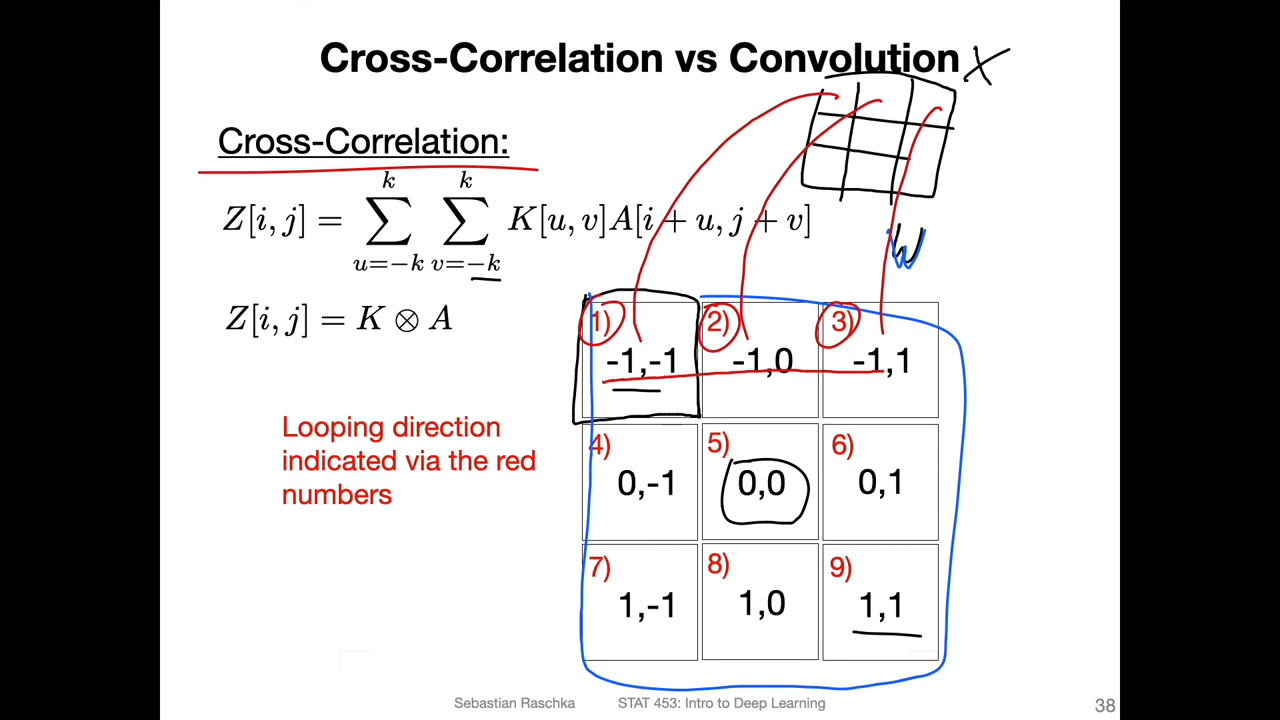 Cross-Correlation vs Convolution
X
Cross-Correlation:
Z[i, j] = \sum_{u=-k}^{k} \sum_{v=-k}^{k} K[u, v]A[i + u, j + v]
W
Z[i, j] = K ⊗ A
1) 2) 3)
-1,-1 -1,0 -1,1
Looping direction
indicated via the red
numbers
4) 5) 6)
0,-1 0,0 0,1
7) 8) 9)
1,-1 1,0 1,1
Sebastian Raschka STAT 453: Intro to Deep Learning 38